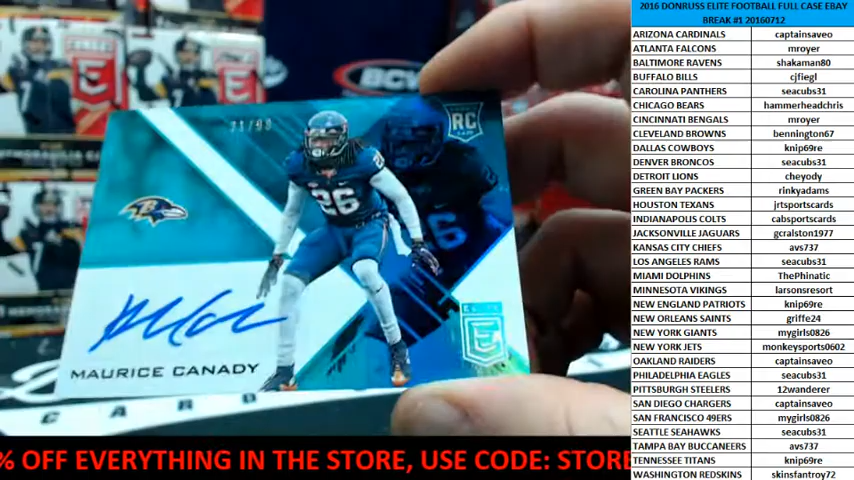 2016 DONRUSS ELITE FOOTBALL FULL CASE EBAY
BREAK #1 20160712
ARIZONA CARDINALS captainsaveo
ATLANTA FALCONS mroyer
BALTIMORE RAVENS shakaman80
BUFFALO BILLS cjfiegl
CAROLINA PANTHERS seacubs31
CHICAGO BEARS hammerheadchris
CINCINNATI BENGALS mroyer
CLEVELAND BROWNS bennington67
DALLAS COWBOYS knip69re
DENVER BRONCOS seacubs31
DETROIT LIONS cheyody
GREEN BAY PACKERS rinkyadams
HOUSTON TEXANS jrtsportscards
INDIANAPOLIS COLTS cabsportscards
JACKSONVILLE JAGUARS gcralston1977
KANSAS CITY CHIEFS avs737
LOS ANGELES RAMS seacubs31
MIAMI DOLPHINS ThePhinatic
MINNESOTA VIKINGS larsonsresort
NEW ENGLAND PATRIOTS knip69re
NEW ORLEANS SAINTS griffe24
NEW YORK GIANTS mygirls0826
NEW YORK JETS monkeysports0602
OAKLAND RAIDERS captainsaveo
PHILADELPHIA EAGLES seacubs31
PITTSBURGH STEELERS 12wanderer
SAN DIEGO CHARGERS captainsaveo
SAN FRANCISCO 49ERS mygirls0826
SEATTLE SEAHAWKS seacubs31
TAMPA BAY BUCCANEERS avs737
TENNESSEE TITANS knip69re
WASHINGTON REDSKINS skinsfantroy72
BCW
RC
26
ELITE
MAURICE CANADY
C A R D
% OFF EVERYTHING IN THE STORE, USE CODE: STORE